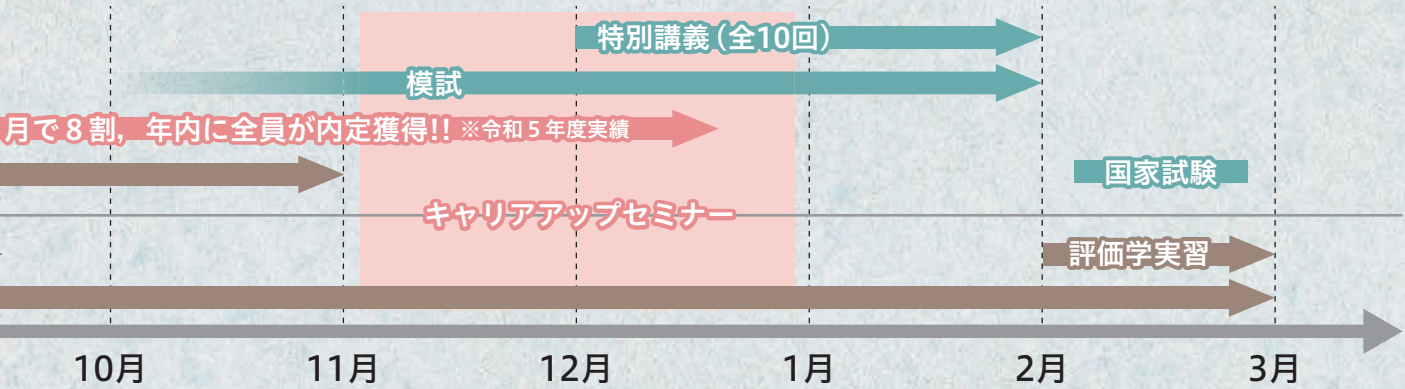 特別講義(全10回)
模試
月で8割，年内に全員が内定獲得!! ※令和5年度実績
国家試験
キャリアアップセミナー
評価学実習
10月 11月 12月 1月 2月 3月